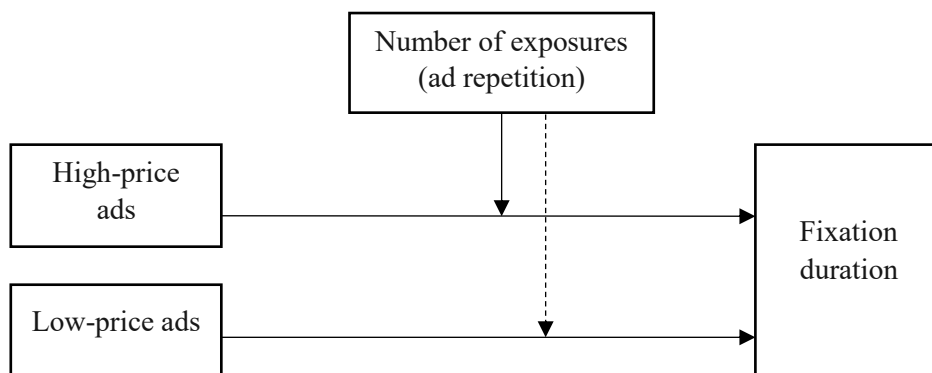 Number of exposures
(ad repetition)
High-price
ads
Fixation
duration
Low-price ads